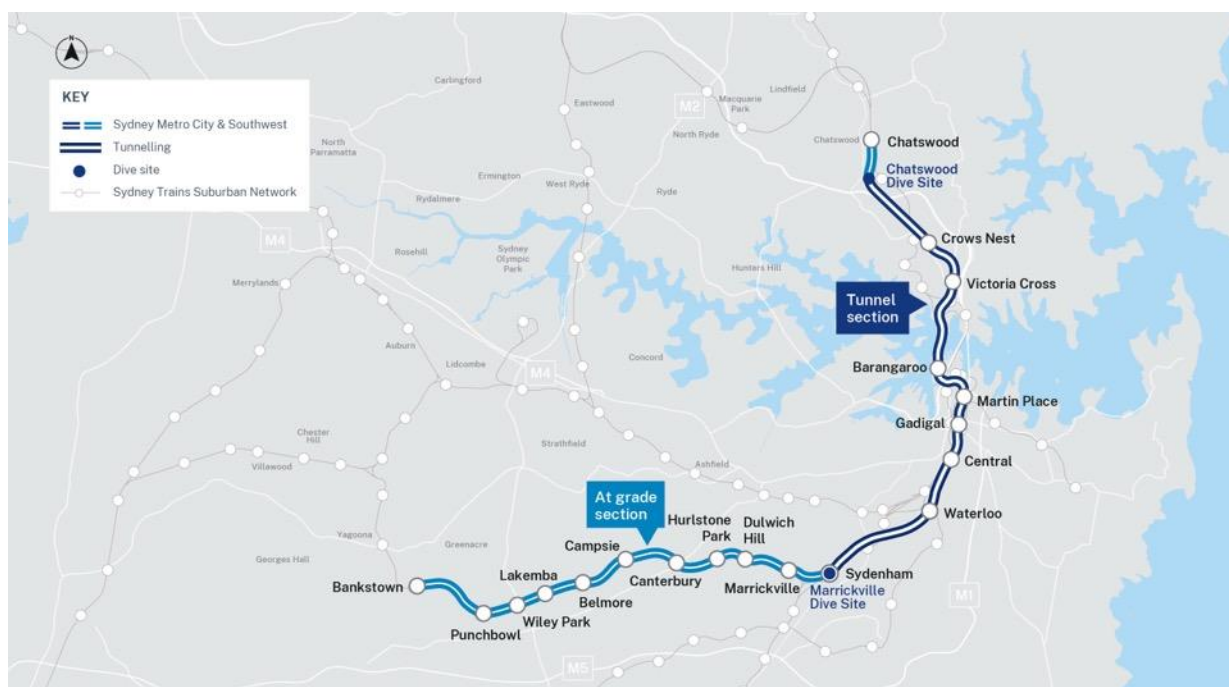 N
KEY
Sydney Metro City & Southwest
Tunnelling
Dive site
Sydney Trains Suburban Network
Carlingford
Eastwood
M2
Macquarie
Park
Lindfield
North Ryde
Chatswood
Chatswood
Chatswood
Dive Site
North
Parramatta
Ermington
West Ryde
Ryde
Rydalmere
M4
Rosehill
Sydney
Olympic
Park
Hunters Hill
Crows Nest
Victoria Cross
Merrylands
Tunnel
section
Auburn
Lidcombe
Concord
M4
Barangaroo
Martin Place
Gadigal
Chester
Hill
Villawood
Strathfield
Ashfield
Central
At grade
section
Waterloo
Yagoona
Georges Hall
Greenacre
Hurlstone
Park
Dulwich
Hill
Campsie
Lakemba
Bankstown
Canterbury
Belmore
Marrickville
Sydenham
Marrickville
Dive Site
M1
Wiley Park
Punchbowl
M5